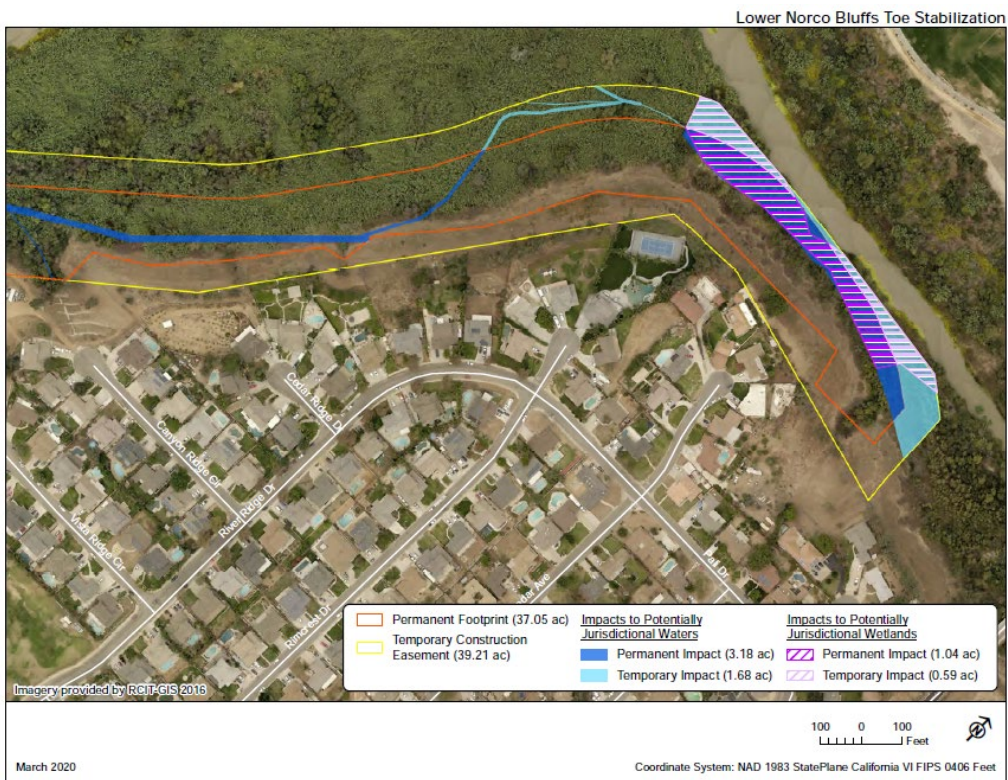 Lower Norco Bluffs Toe Stabilization
Cedar Ridge Dr
Canyon Ridge Cr
River Ridge Dr
Vista Ridge Cr
Rimcrest Dr
Permanent Footprint (37.05 ac)
Temporary Construction
Easement (39.21 ac)
Impacts to Potentially
Jurisdictional Waters
Permanent Impact (3.18 ac)
Temporary Impact (1.68 ac)
Impacts to Potentially
Jurisdictional Wetlands
Permanent Impact (1.04 ac)
Temporary Impact (0.59 ac)
Imagery provided by RCIT-GIS 2016
100 0 100
Feet
March 2020
Coordinate System: NAD 1983 StatePlane California VI FIPS 0406 Feet